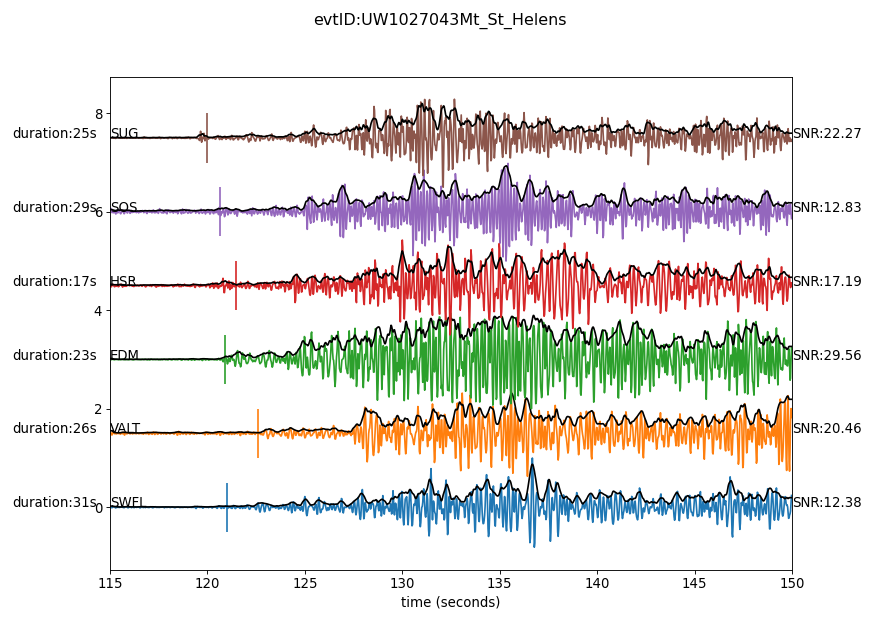 evtID:UW1027043Mt_St_Helens
8
duration:25s SUG SNR:22.27
duration:29s SOS SNR:12.83
6
duration:17s HSR SNR:17.19
4
duration:23s EDM SNR:29.56
2
duration:26s VALT SNR:20.46
duration:31s SWFL SNR:12.38
0
115 120 125 130 135 140 145 150
time (seconds)